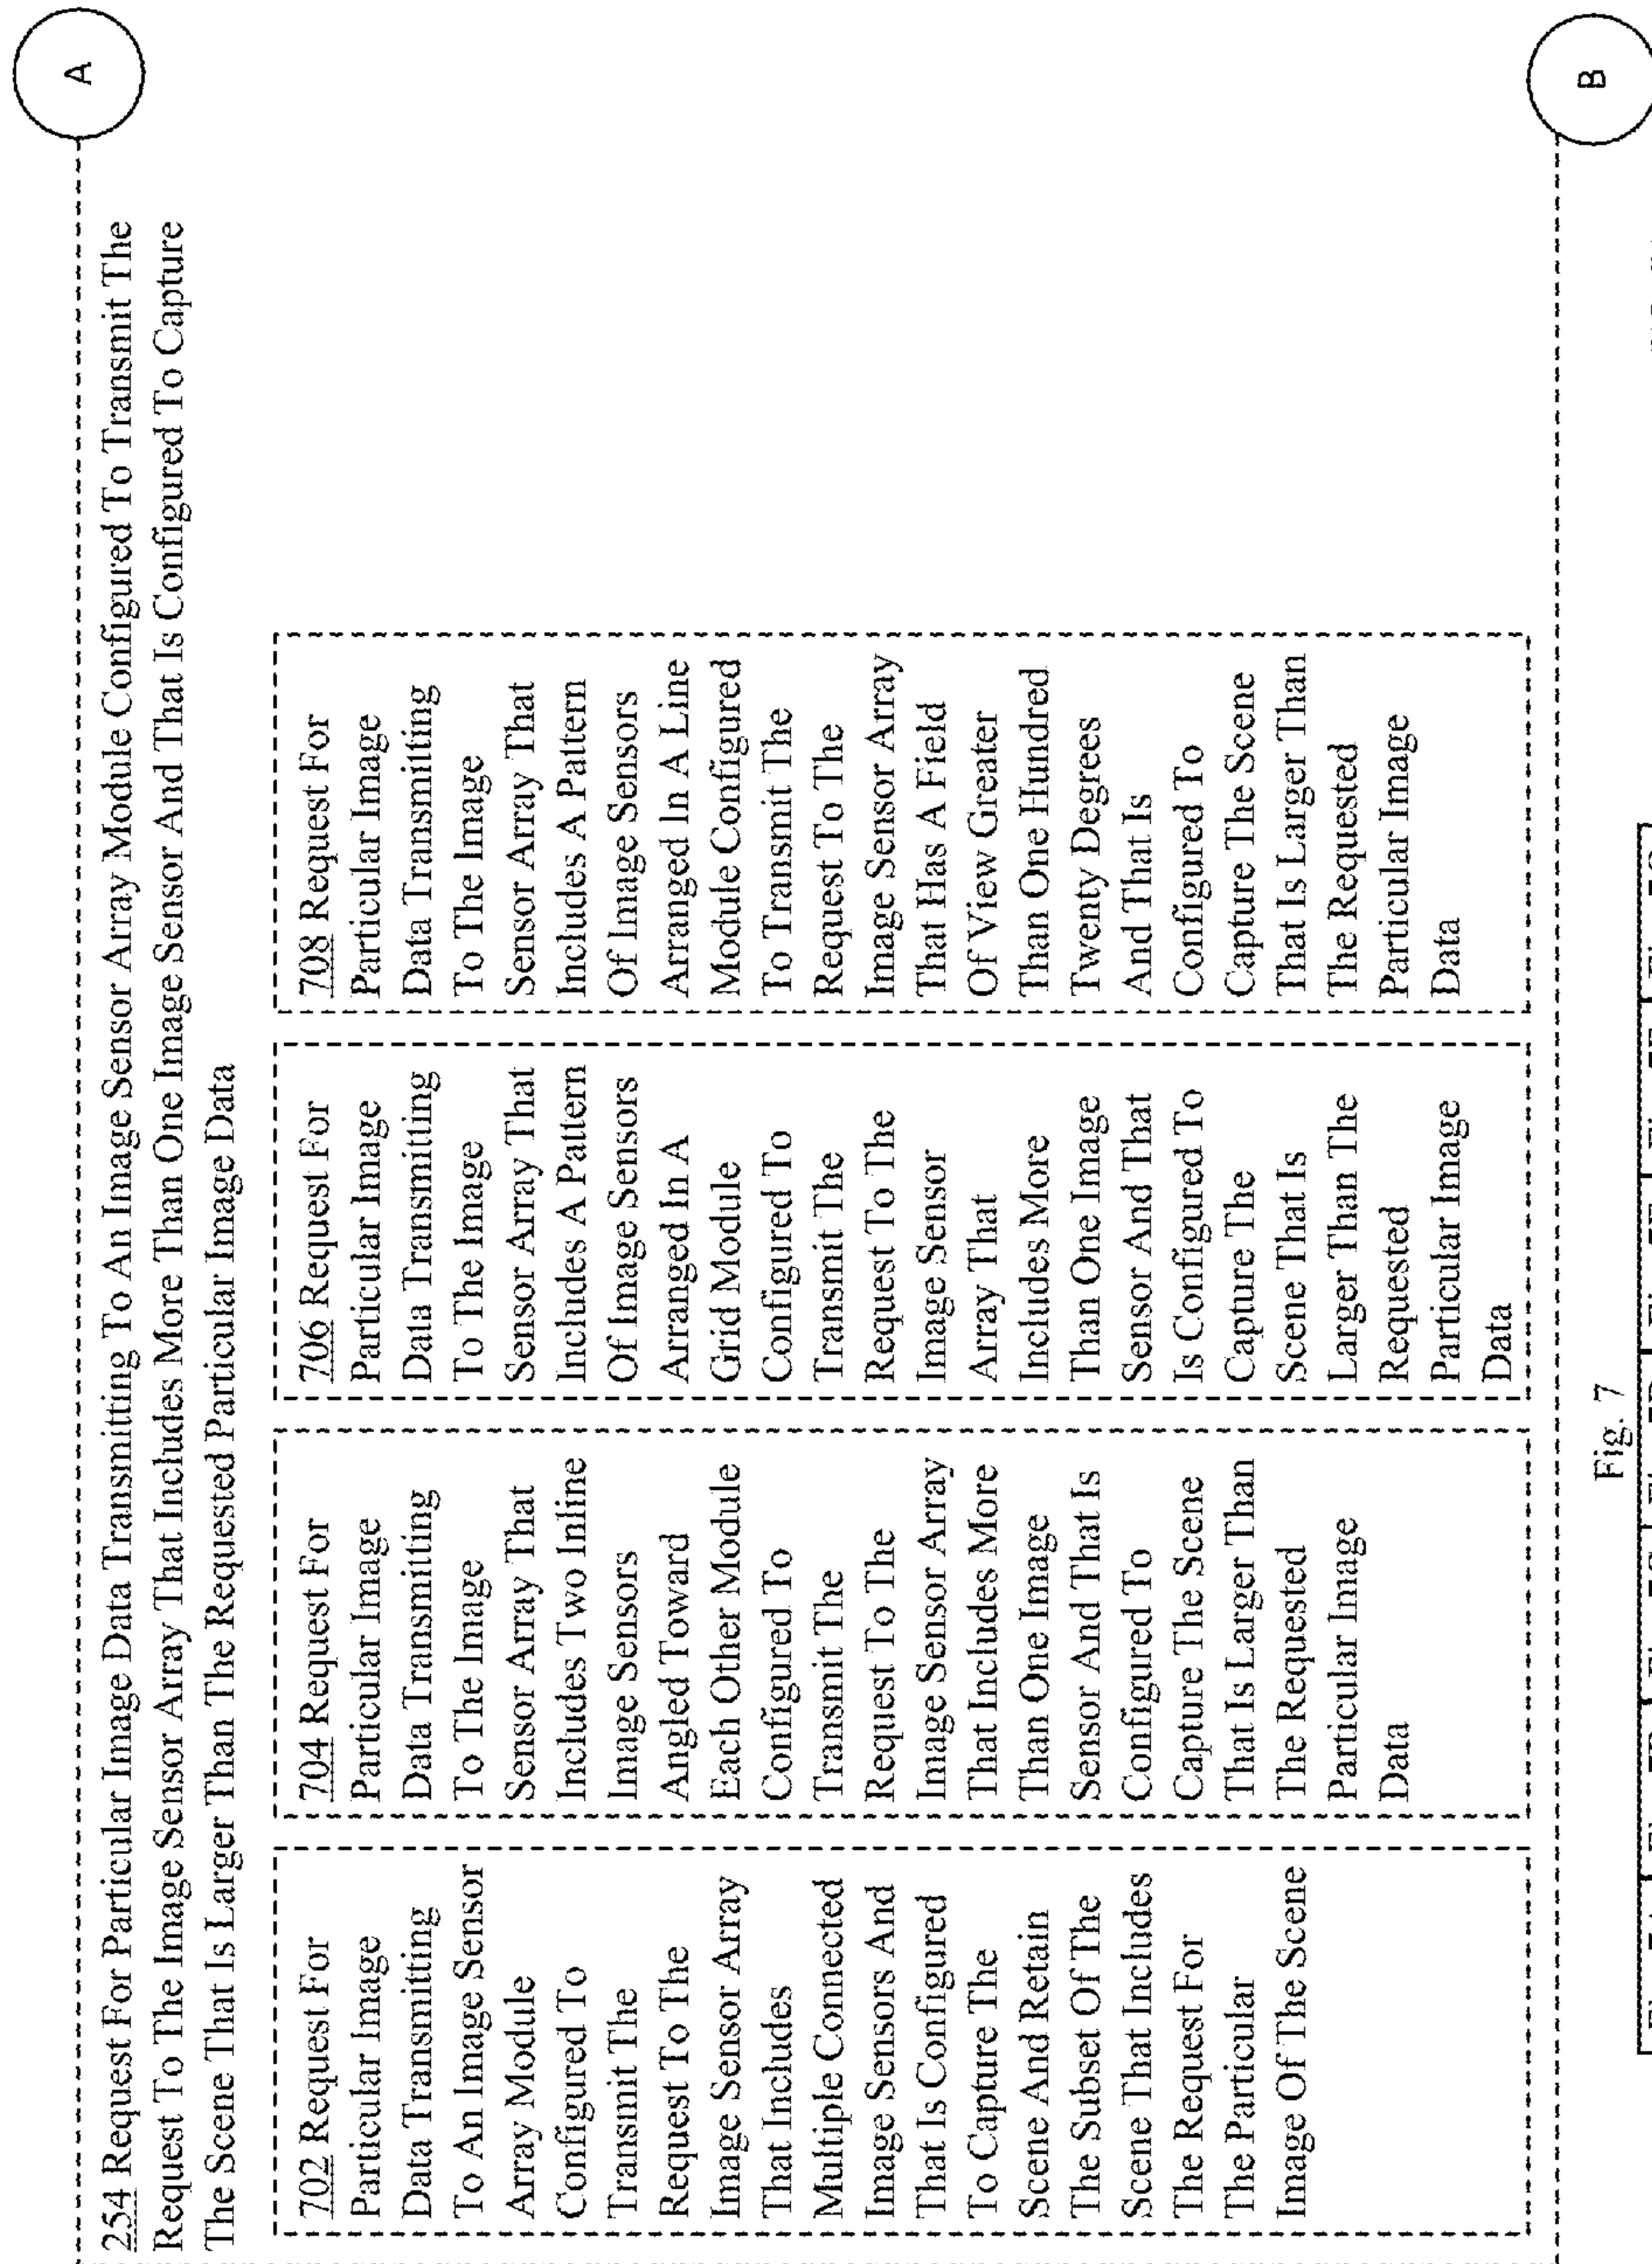 A
254 Request For Particular Image Data Transmitting To An Image Sensor Array Module Configured To Transmit The
Request To The Image Sensor Array That Includes More Than One Image Sensor And That Is Configured To Capture
The Scene That Is Larger Than The Requested Particular Image Data
702 Request For
Particular Image
Data Transmitting
To An Image Sensor
Array Module
Configured To
Transmit The
Request To The
Image Sensor Array
That Includes
Multiple Connected
Image Sensors And
That Is Configured
To Capture The
Scene And Retain
The Subset Of The
Scene That Includes
The Request For
The Particular
Image Of The Scene
704 Request For
Particular Image
Data Transmitting
To The Image
Sensor Array That
Includes Two Inline
Image Sensors
Angled Toward
Each Other Module
Configured To
Transmit The
Request To The
Image Sensor Array
That Includes More
Than One Image
Sensor And That Is
Configured To
Capture The Scene
That Is Larger Than
The Requested
Particular Image
Data
706 Request For
Particular Image
Data Transmitting
To The Image
Sensor Array That
Includes A Pattern
Of Image Sensors
Arranged In A
Grid Module
Configured To
Transmit The
Request To The
Image Sensor
Array That
Includes More
Than One Image
Sensor And That
Is Configured To
Capture The
Scene That Is
Larger Than The
Requested
Particular Image
Data
708 Request For
Particular Image
Data Transmitting
To The Image
Sensor Array That
Includes A Pattern
Of Image Sensors
Arranged In A Line
Module Configured
To Transmit The
Request To The
Image Sensor Array
That Has A Field
Of View Greater
Than One Hundred
Twenty Degrees
And That Is
Configured To
Capture The Scene
That Is Larger Than
The Requested
Particular Image
Data
B
Fig. 7